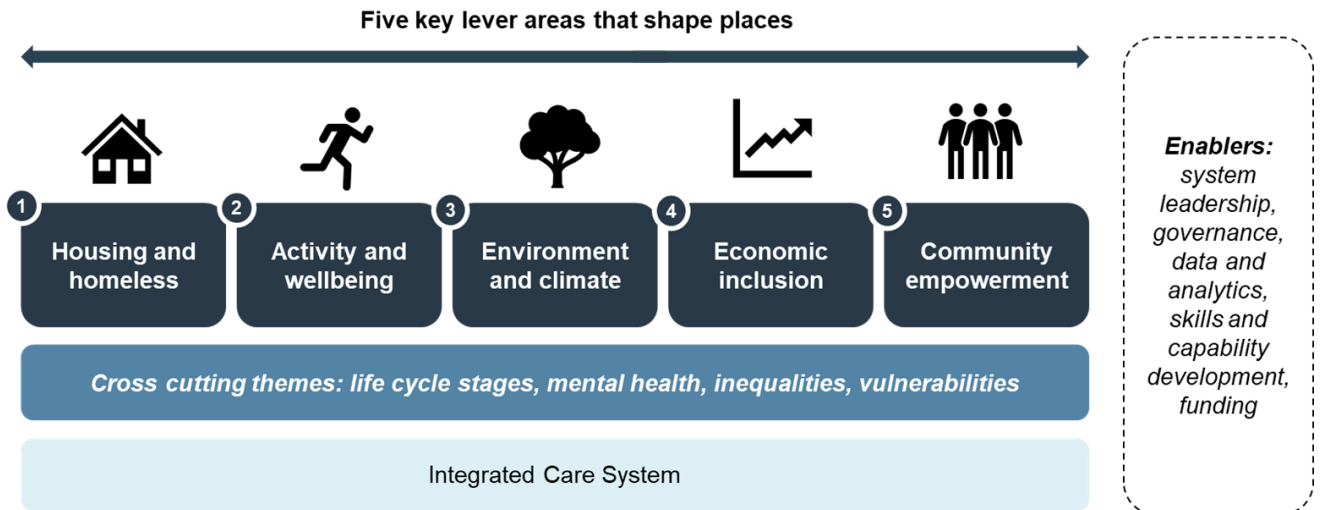 Five key lever areas that shape places
1
Housing and
homeless
2
Activity and
wellbeing
3
Environment
and climate
4
Economic
inclusion
5
Community
empowerment
Cross cutting themes: life cycle stages, mental health, inequalities, vulnerabilities
Integrated Care System
Enablers:
system
leadership,
governance,
data and
analytics,
skills and
capability
development,
funding